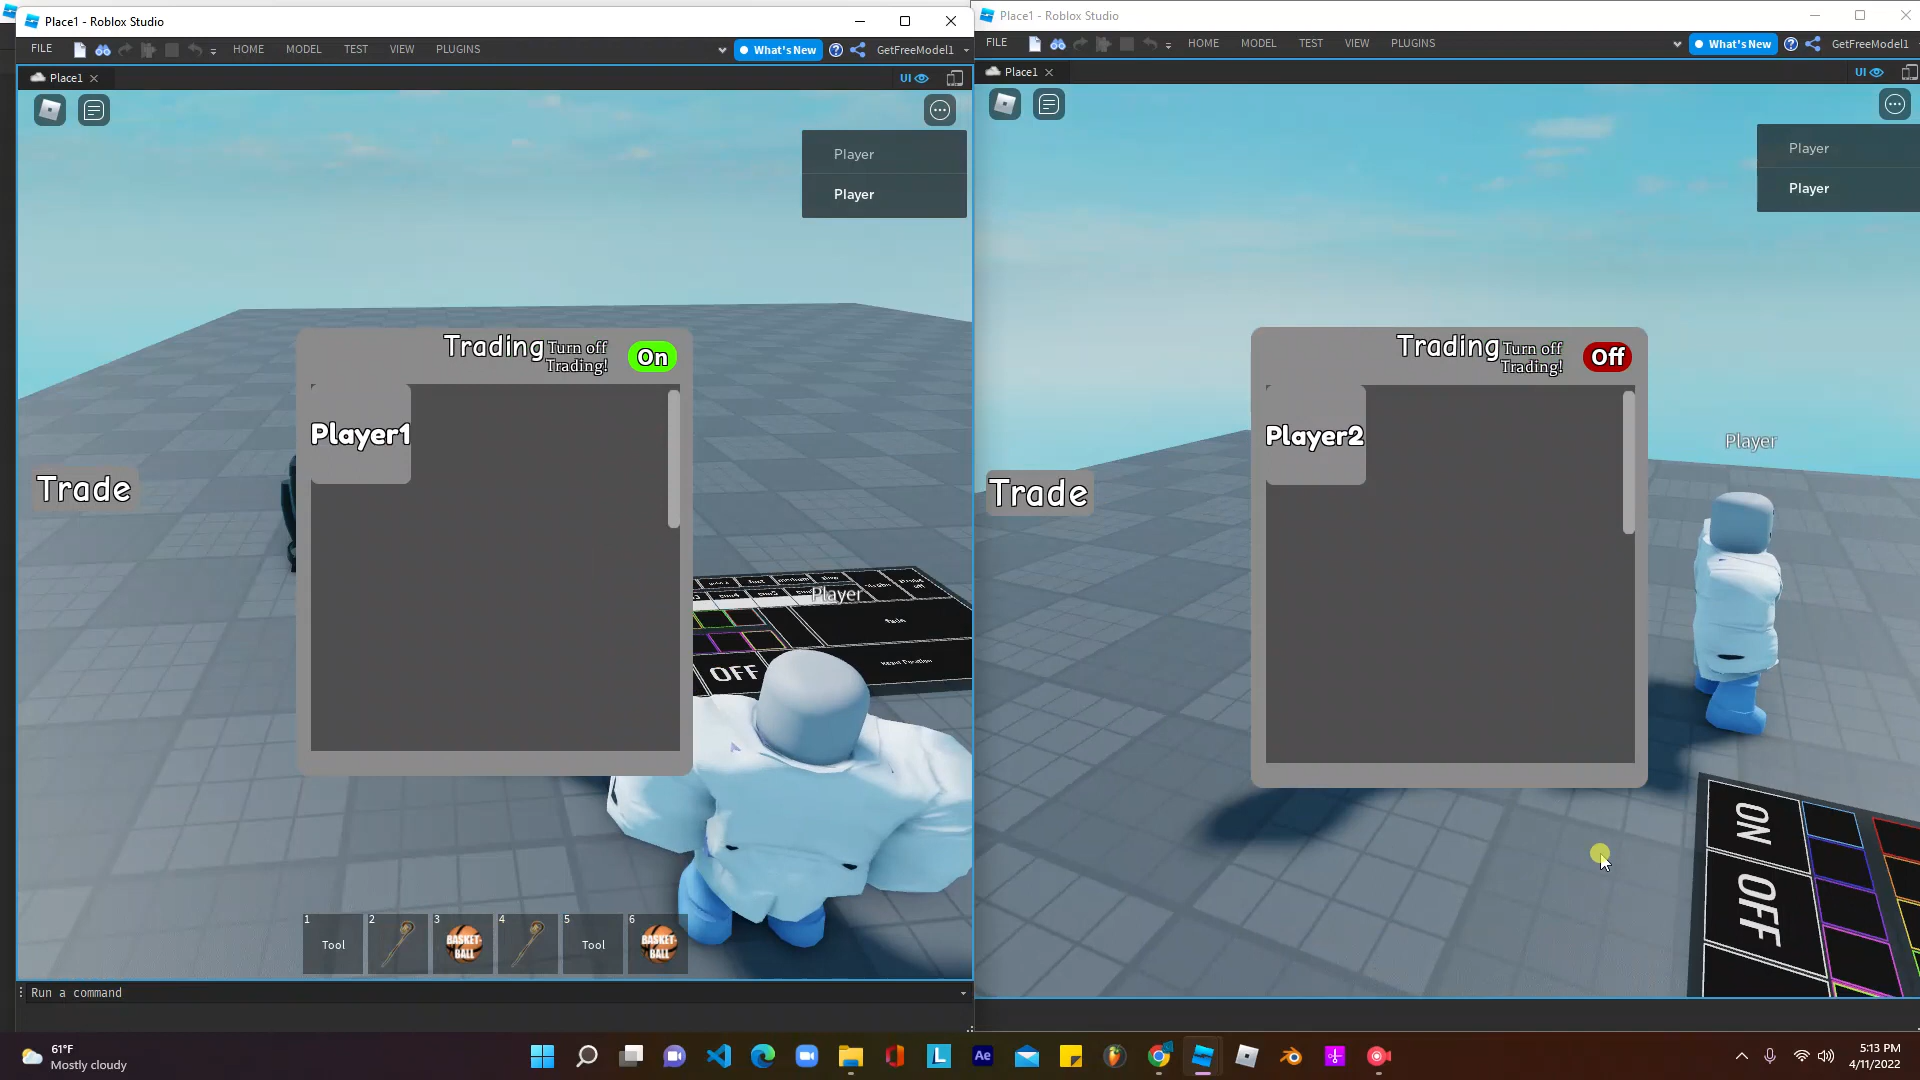 Place1 - Roblox Studio
FILE
HOME
MODEL
TEST
VIEW
PLUGINS
What's New
GetFreeModel1
Place1
UI
Player
Player
Trading
Turn off
Trading!
On
Player1
Trade
Player
OFF
1
Tool
2
3
BASKET-
BALL
4
5
Tool
6
BASKET-
BALL
Run a command
Place1 - Roblox Studio
FILE
HOME
MODEL
TEST
VIEW
PLUGINS
What's New
GetFreeModel1
Place1
UI
Player
Player
Trading
Turn off
Trading!
Off
Player2
Trade
Player
ON
OFF
61°F
Mostly cloudy
L
Ae
5:13 PM
4/11/2022